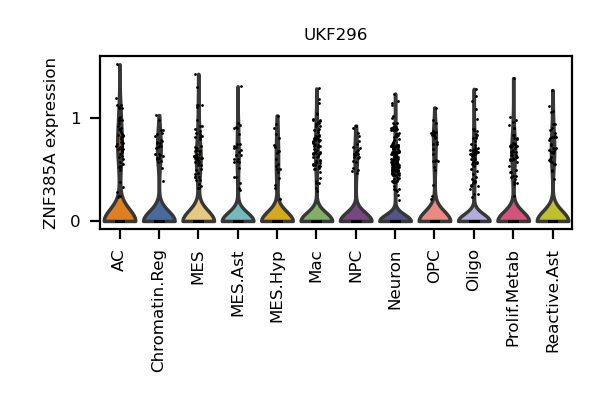 UKF296
ZNF385A expression
1
0
AC
Chromatin.Reg
MES
MES.Ast
MES.Hyp
Mac
NPC
Neuron
OPC
Oligo
Prolif.Metab
Reactive.Ast